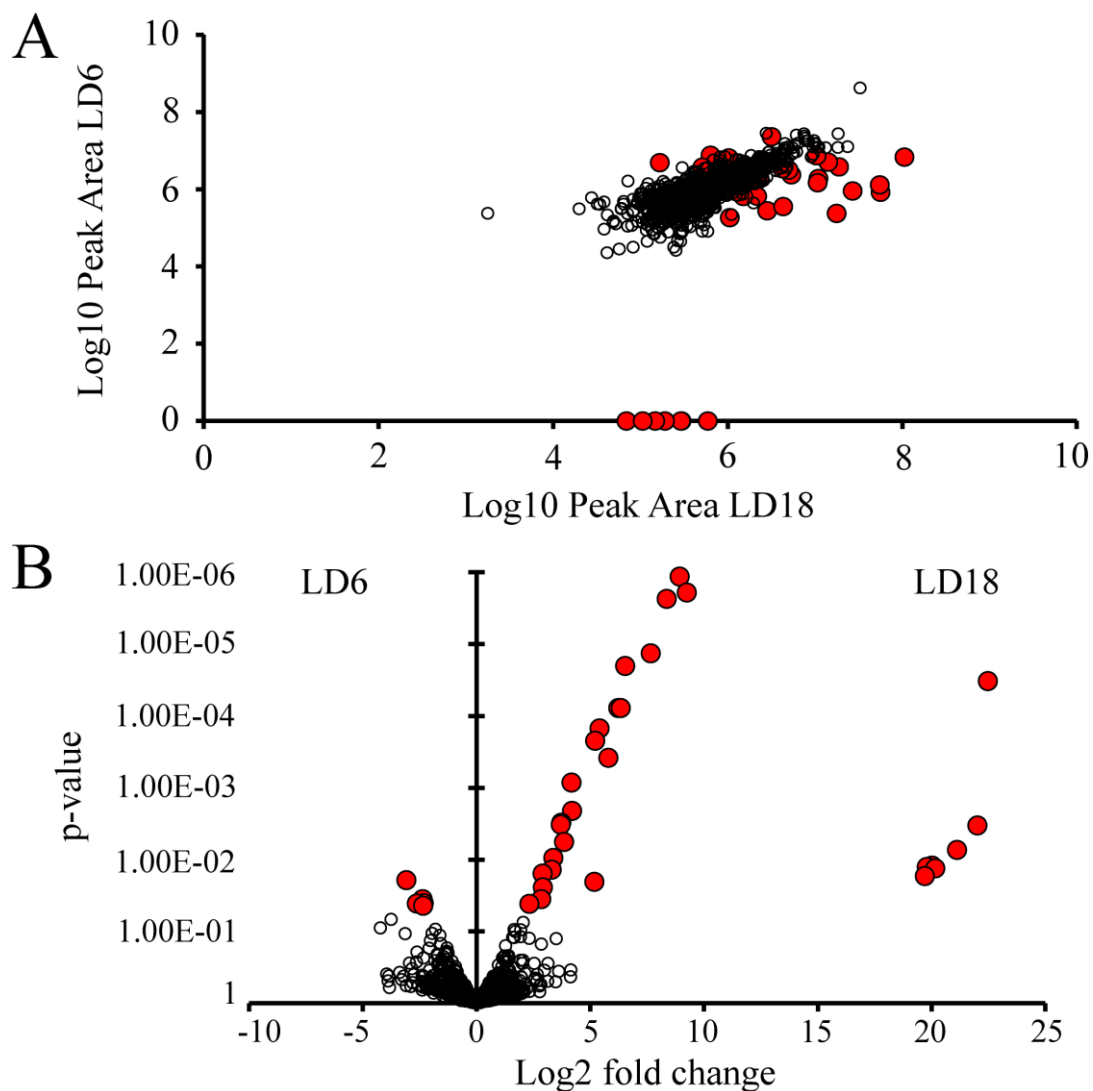 A
Log10 Peak Area LD6
10
8
6
4
2
0
0 2 4 6 8 10
Log10 Peak Area LD18
B
LD6 LD18
p-value
1.00E-06
1.00E-05
1.00E-04
1.00E-03
1.00E-02
1.00E-01
1
-10 -5 0 5 10 15 20 25
Log2 fold change